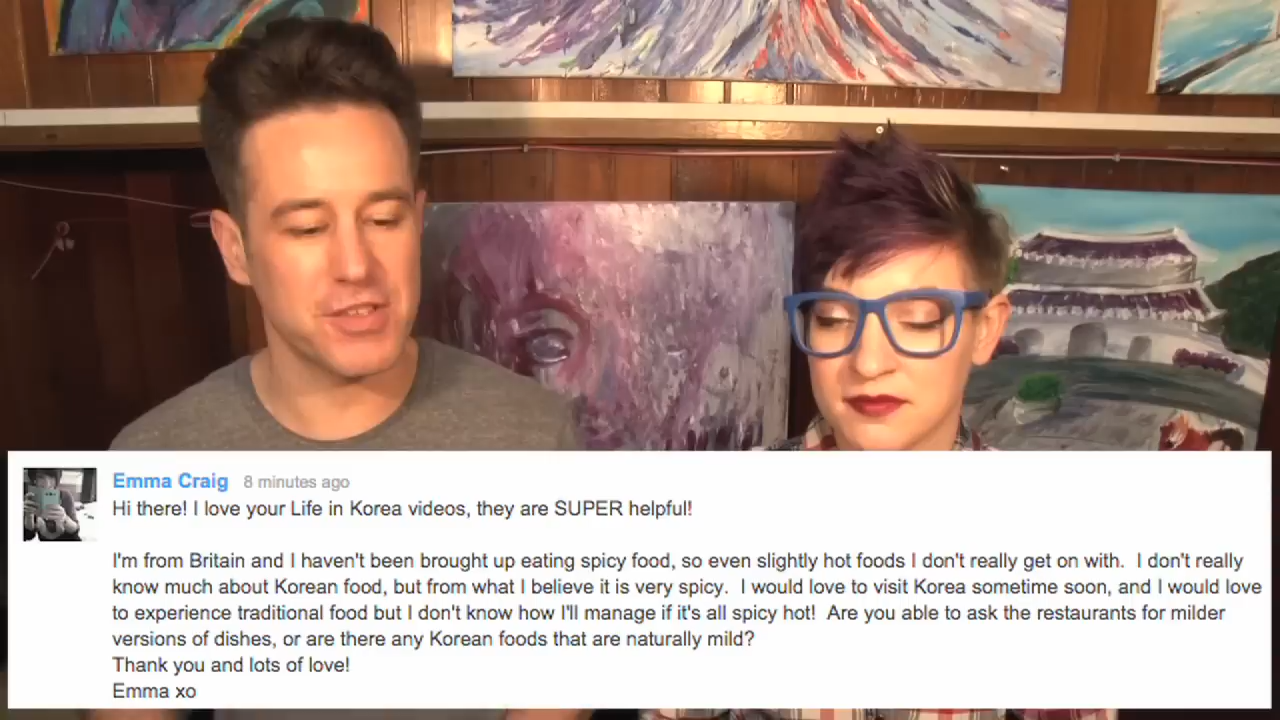 Emma Craig 8 minutes ago
Hi there! I love your Life in Korea videos, they are SUPER helpful!
I'm from Britain and I haven't been brought up eating spicy food, so even slightly hot foods I don't really get on with. I don't really
know much about Korean food, but from what I believe it is very spicy. I would love to visit Korea sometime soon, and I would love
to experience traditional food but I don't know how I'll manage if it's all spicy hot! Are you able to ask the restaurants for milder
versions of dishes, or are there any Korean foods that are naturally mild?
Thank you and lots of love!
Emma xo